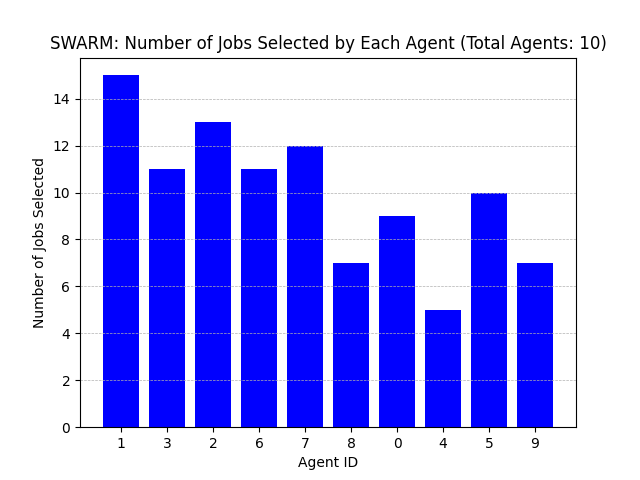 SWARM: Number of Jobs Selected by Each Agent (Total Agents: 10)
Number of Jobs Selected
14
12
10
8
6
4
2
0
1 3 2 6 7 8 0 4 5 9
Agent ID